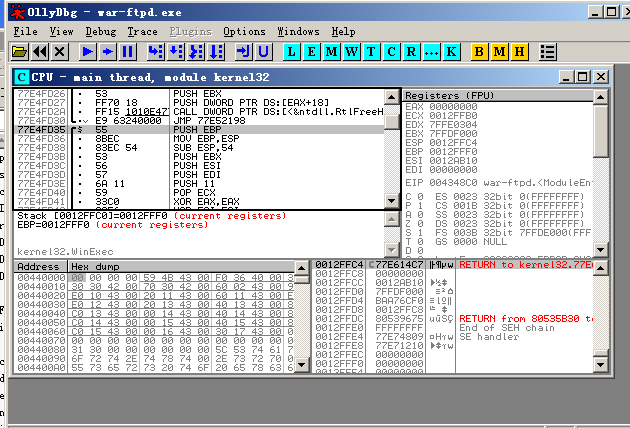 OllyDbg - war-ftpd.exe
File View Debug Trace Plugins Options Windows Help
L E M W T C R ... K B M H
C CPU - main thread, module kernel32
77E4FD26 . 53 PUSH EBX
77E4FD27 . FF70 18 PUSH DWORD PTR DS:[EAX+18]
77E4FD2A . FF15 1010E47 CALL DWORD PTR DS:[<&ntdll.RtlFreeH
77E4FD30 .- E9 63240000 JMP 77E52198
77E4FD35 55 PUSH EBP
77E4FD36 . 8BEC MOV EBP,ESP
77E4FD38 . 83EC 54 SUB ESP,54
77E4FD3B . 53 PUSH EBX
77E4FD3C . 56 PUSH ESI
77E4FD3D . 57 PUSH EDI
77E4FD3E . 6A 11 PUSH 11
77E4FD40 . 59 POP ECX
77E4FD41 . 33C0 XOR EAX,EAX
Stack [0012FFC0]=0012FFF0 (current registers)
EBP=0012FFF0 (current registers)
kernel32.WinExec
Registers (FPU)
EAX 00000000
ECX 0012FFB0
EDX 7FFE0304
EBX 7FFDF000
ESP 0012FFC4
EBP 0012FFF0
ESI 0012AB10
EDI 00000000
EIP 004348C0 war-ftpd.<ModuleEnt
C 0 ES 0023 32bit 0(FFFFFFFF)
P 1 CS 001B 32bit 0(FFFFFFFF)
A 0 SS 0023 32bit 0(FFFFFFFF)
Z 0 DS 0023 32bit 0(FFFFFFFF)
S 1 FS 003B 32bit 7FFDE000(FFF
T 0 GS 0000 NULL
D 0
Address Hex dump
00440000 00 00 00 00 59 4B 43 00 F0 36 40 00
00440010 30 30 42 00 70 30 42 00 60 02 43 00
00440020 E0 10 43 00 20 11 43 00 60 11 43 00
00440030 E0 12 43 00 20 13 43 00 40 13 43 00
00440040 C0 13 43 00 00 14 43 00 40 14 43 00
00440050 C0 14 43 00 00 15 43 00 40 15 43 00
00440060 C0 15 43 00 00 16 43 00 20 17 43 00
00440070 00 00 00 00 00 00 00 00 00 00 00 00
00440080 31 30 00 00 00 00 00 00 5C 53 74 61
00440090 6F 72 74 2E 74 78 74 00 2E 73 72 70
004400A0 55 73 65 72 73 20 74 6F 20 65 78 63
0012FFC4 77E614C7 RETURN to kernel32.77E
0012FFC8 00000000
0012FFCC 0012AB10
0012FFD0 7FFDF000
0012FFD4 BAA76CF0
0012FFD8 0012FFC8
0012FFDC 80539675 RETURN from 80535B30 to
0012FFE0 FFFFFFFF End of SEH chain
0012FFE4 77E74809 SE handler
0012FFE8 77E71210
0012FFEC 00000000
0012FFF0 00000000